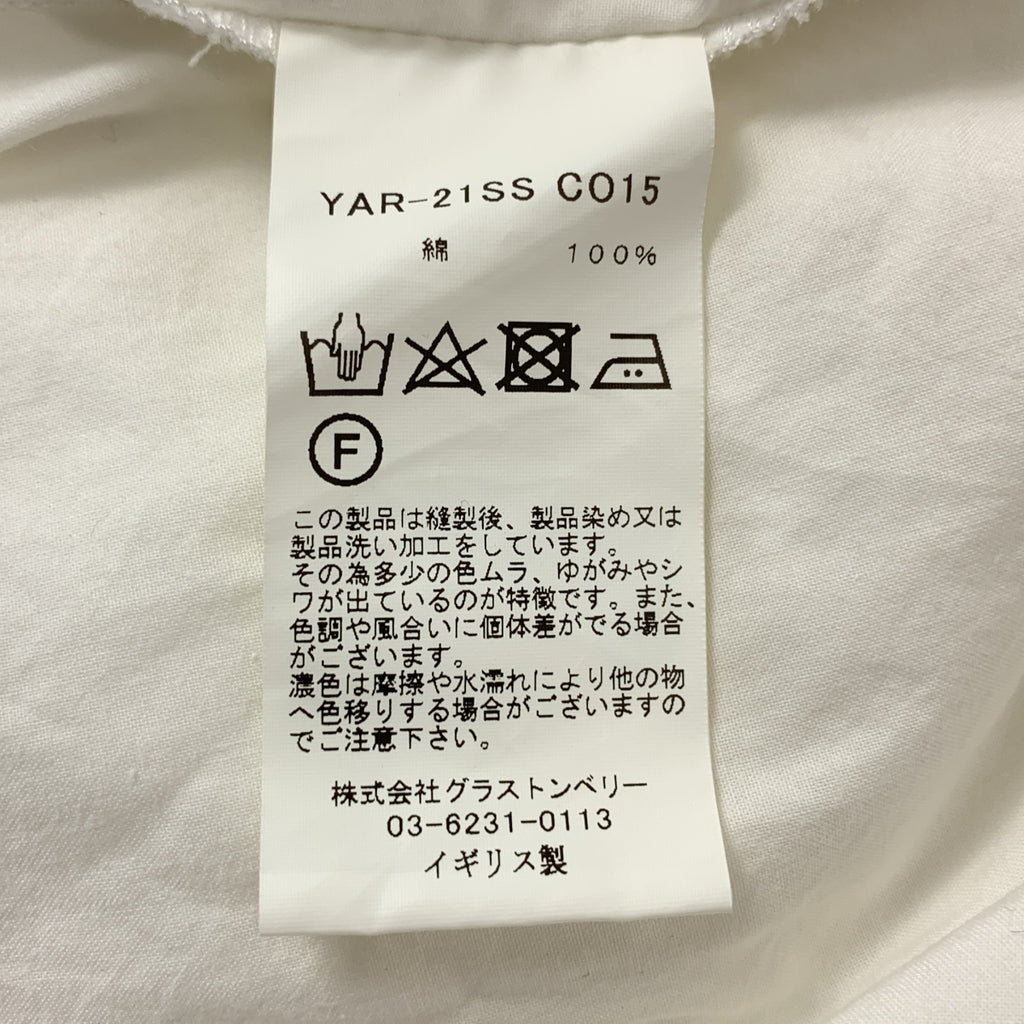 YAR-21SS CO15
綿 100%
F
この製品は縫製後、製品染め又は
製品洗い加工をしています。
その為多少の色ムラ、ゆがみやシ
ワが出ているのが特徴です。また、
色調や風合いに個体差がでる場合
がございます。
濃色は摩擦や水濡れにより他の物
へ色移りする場合がございますの
でご注意下さい。
株式会社グラストンベリー
03-6231-0113
イギリス製